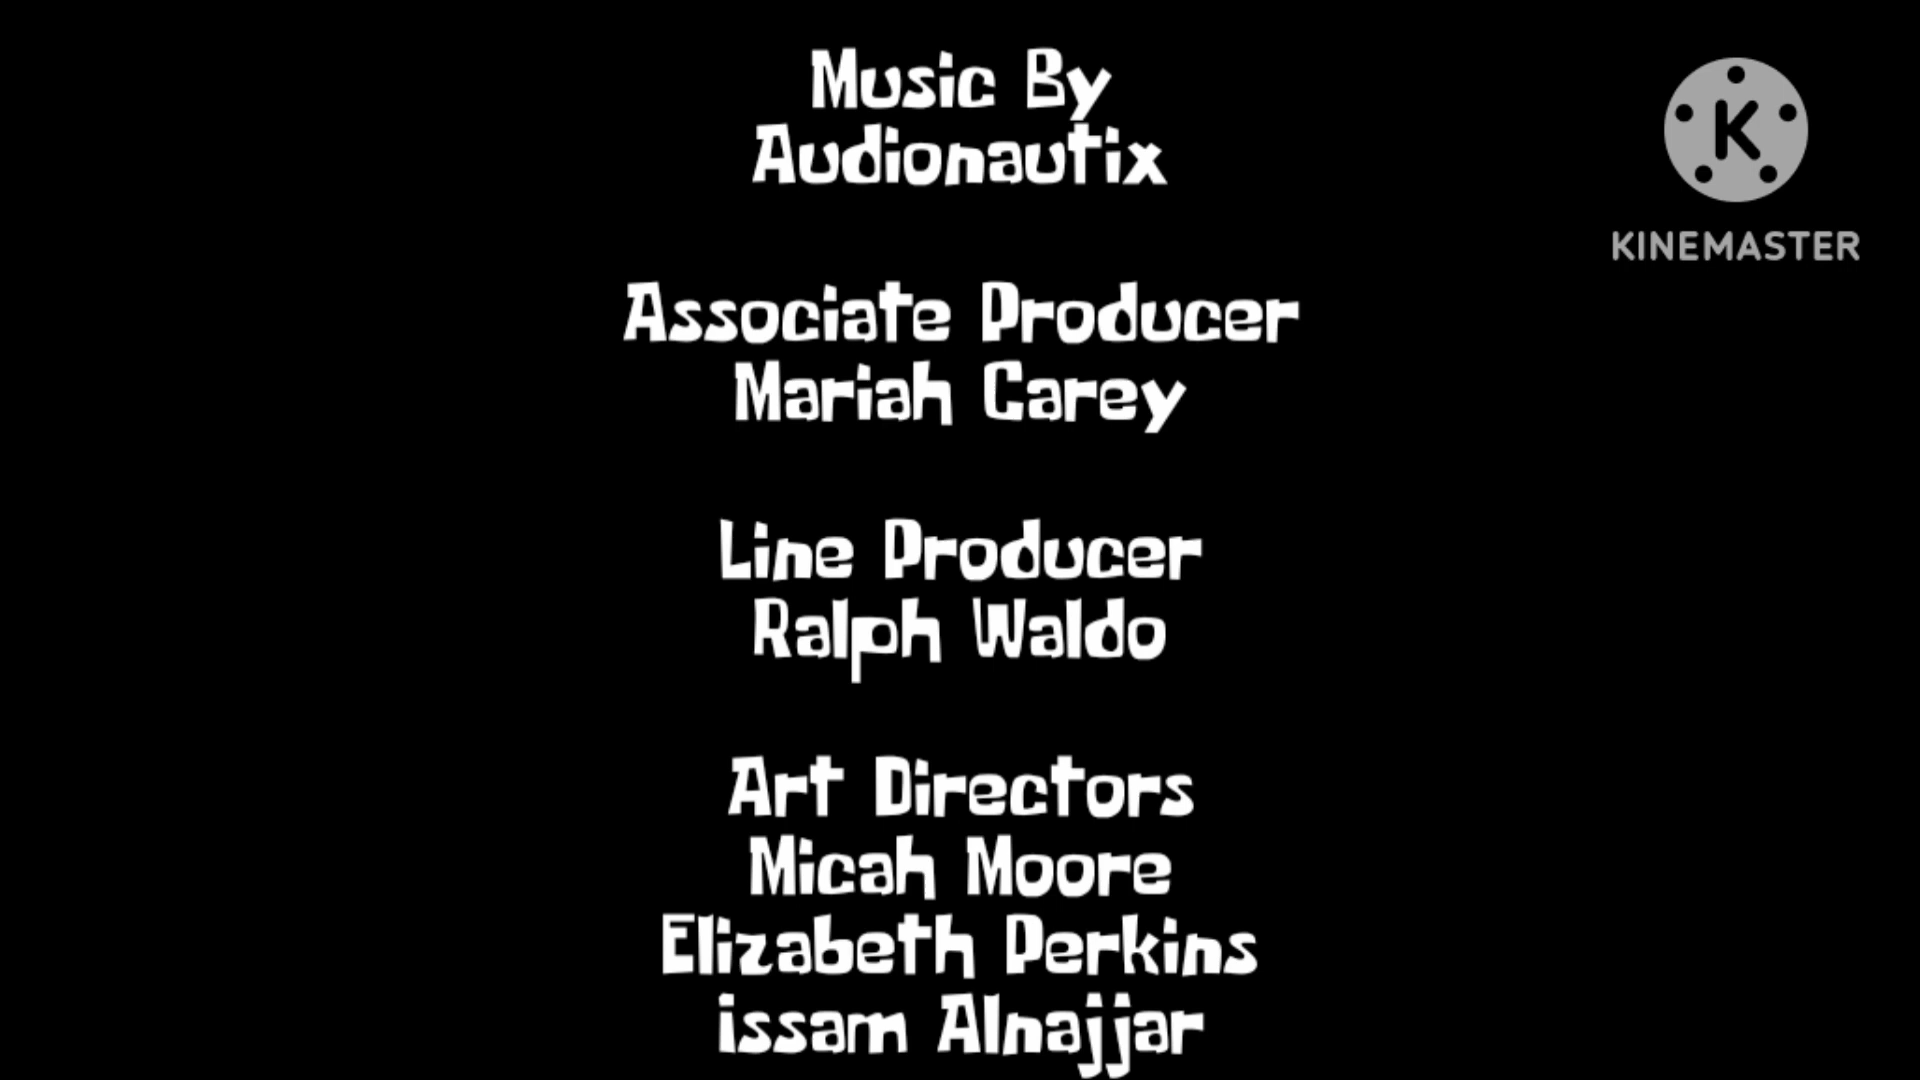 Music By
Audionautix
K
KINEMASTER
Associate Producer
Mariah Carey
Line Producer
Ralph Waldo
Art Directors
Micah Moore
Elizabeth Perkins
issam Alnajjar